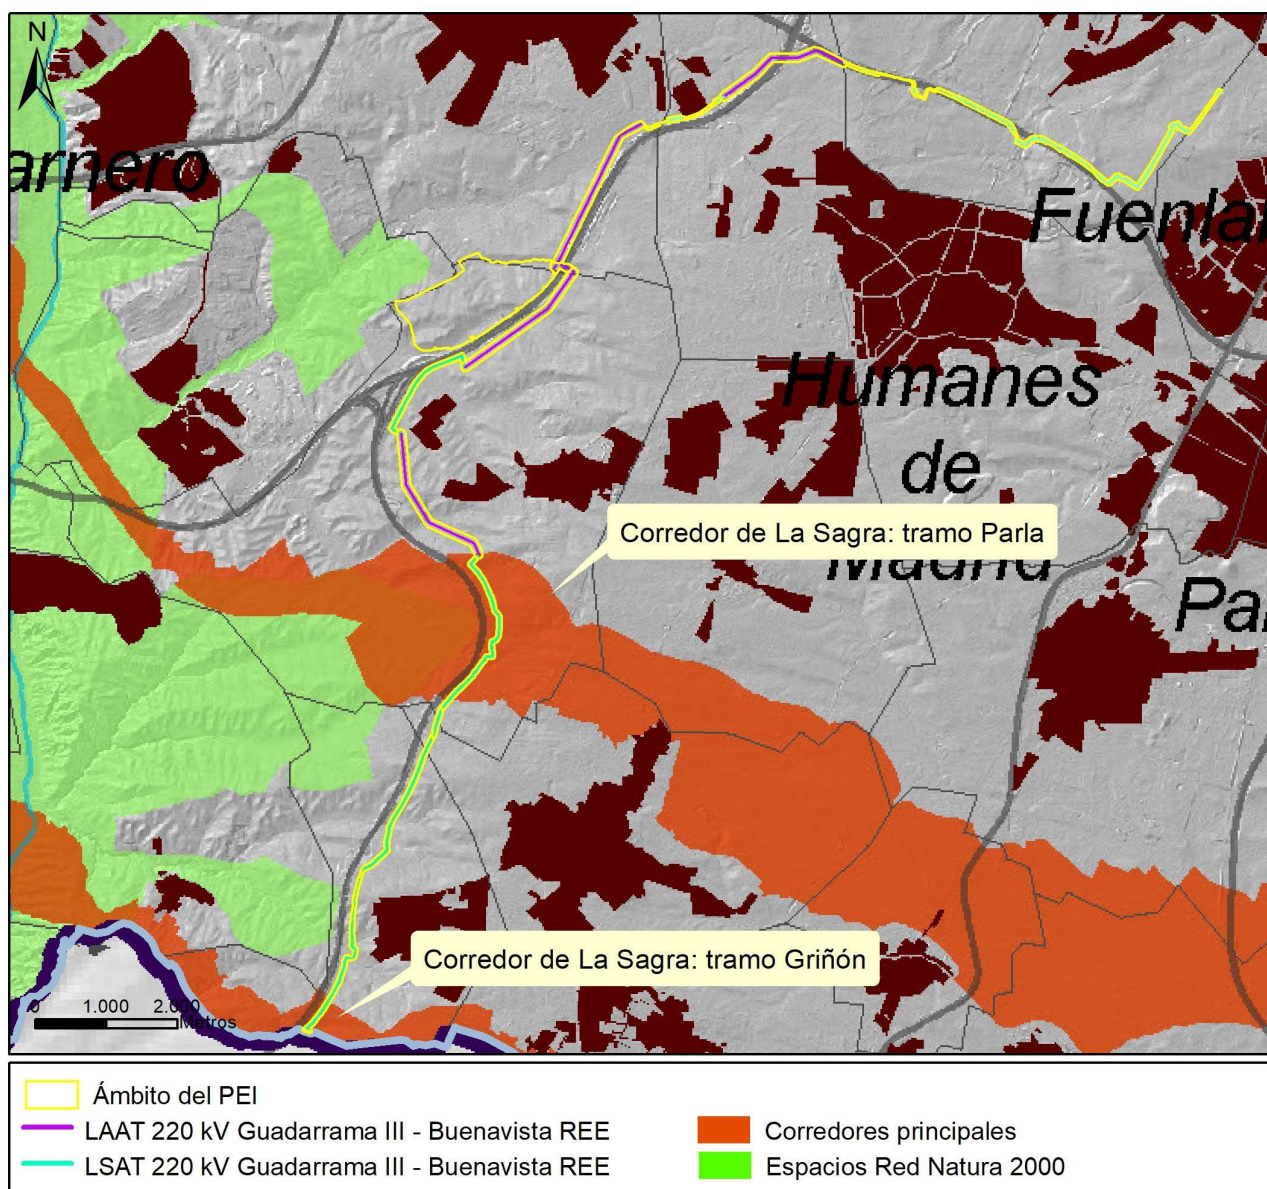 N
arnero
Fuenla
Humanes
de
Madrid
Corredor de La Sagra: tramo Parla
Pa
Corredor de La Sagra: tramo Griñón
0 1.000 2.000
Metros
Ámbito del PEI
LAAT 220 kV Guadarrama III - Buenavista REE
LSAT 220 kV Guadarrama III - Buenavista REE
Corredores principales
Espacios Red Natura 2000